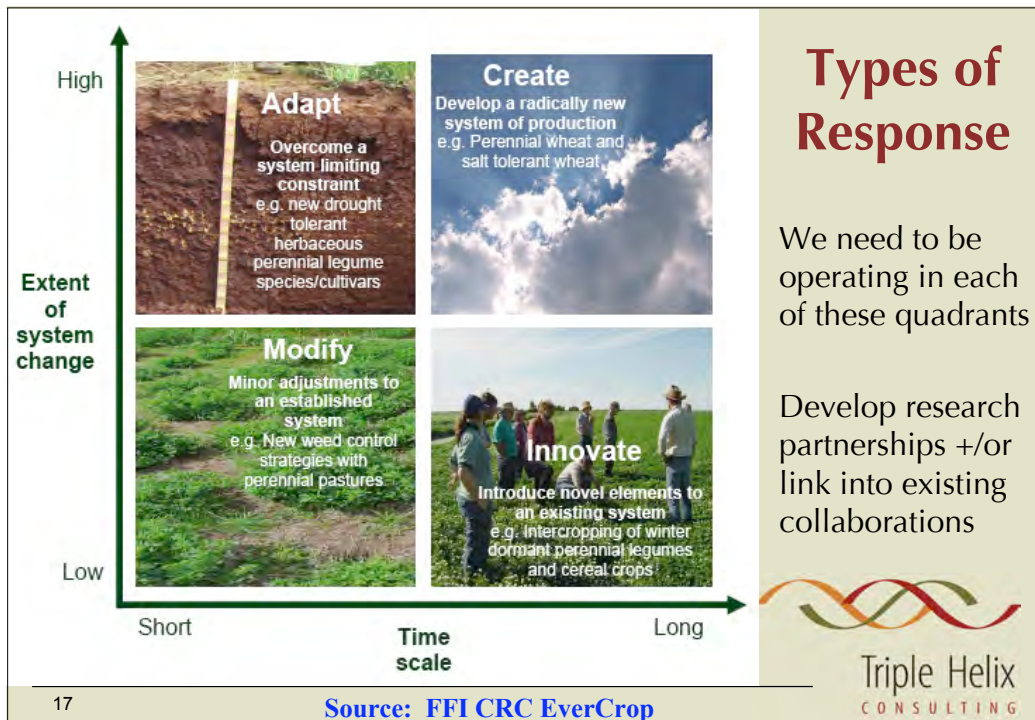 High
Extent
of
system
change
Low
Adapt
Overcome a
system limiting
constraint
e.g. new drought
tolerant
herbaceous
perennial legume
species/cultivars
Create
Develop a radically new
system of production
e.g. Perennial wheat and
salt tolerant wheat
Modify
Minor adjustments to
an established
system
e.g. New weed control
strategies with
perennial pastures
Innovate
Introduce novel elements to
an existing system
e.g. Intercropping of winter
dormant perennial legumes
and cereal crops
Short
Time
scale
Long
Types of
Response
We need to be
operating in each
of these quadrants
Develop research
partnerships +/or
link into existing
collaborations
Triple Helix
CONSULTING
17
Source: FFI CRC EverCrop